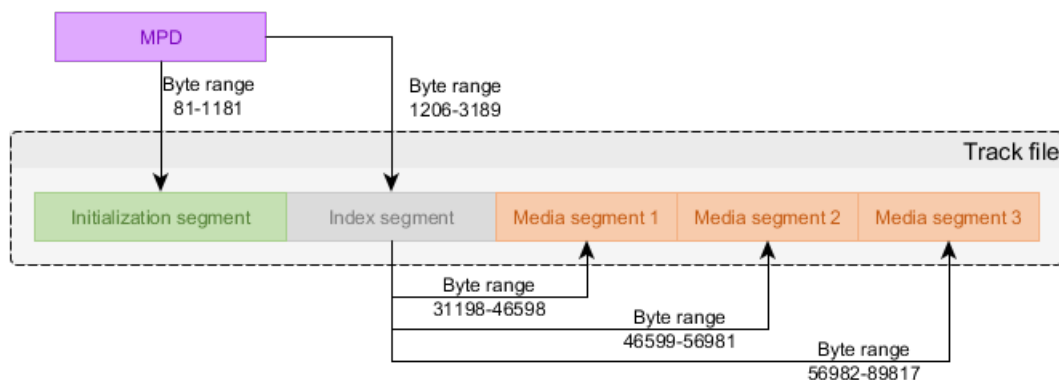 MPD
Byte range
81-1181
Byte range
1206-3189
Track file
Initialization segment
Index segment
Media segment 1
Media segment 2
Media segment 3
Byte range
31198-46598
Byte range
46599-56981
Byte range
56982-89817